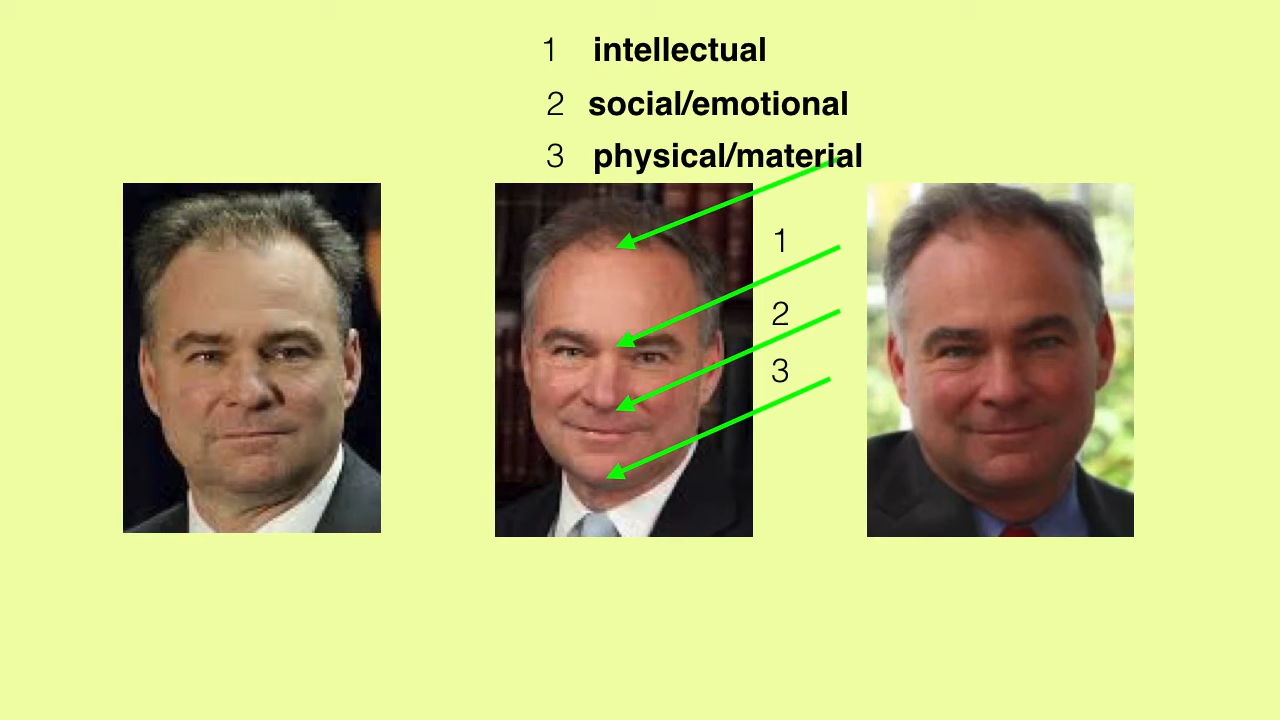 1 intellectual
2 social/emotional
3 physical/material
1
2
3